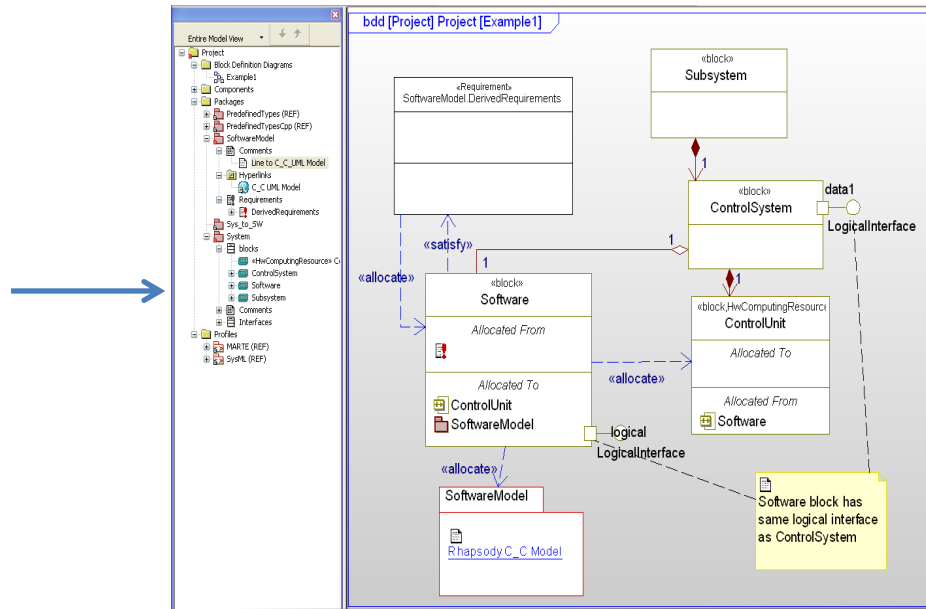 Entire Model View
Project
Block Definition Diagrams
Example1
Components
Packages
PredefinedTypes (REF)
PredefinedTypesCpp (REF)
SoftwareModel
Comments
Line to C_C_UML Model
Hyperlinks
C_C UML Model
Requirements
DerivedRequirements
Sys_to_SW
System
blocks
«HwComputingResource» C
ControlSystem
Software
Subsystem
Comments
Interfaces
Profiles
MARTE (REF)
SysML (REF)
bdd [Project] Project [Example1]
«Requirement»
SoftwareModel.DerivedRequirements
«block»
Subsystem
1
«block»
ControlSystem
data1
LogicalInterface
«satisfy»
«allocate»
1
1
1
«block»
Software
Allocated From
Allocated To
ControlUnit
SoftwareModel
«allocate»
«block,HwComputingResourc
ControlUnit
Allocated To
Allocated From
Software
logical
LogicalInterface
«allocate»
SoftwareModel
Rhapsody C_C Model
Software block has
same logical interface
as ControlSystem